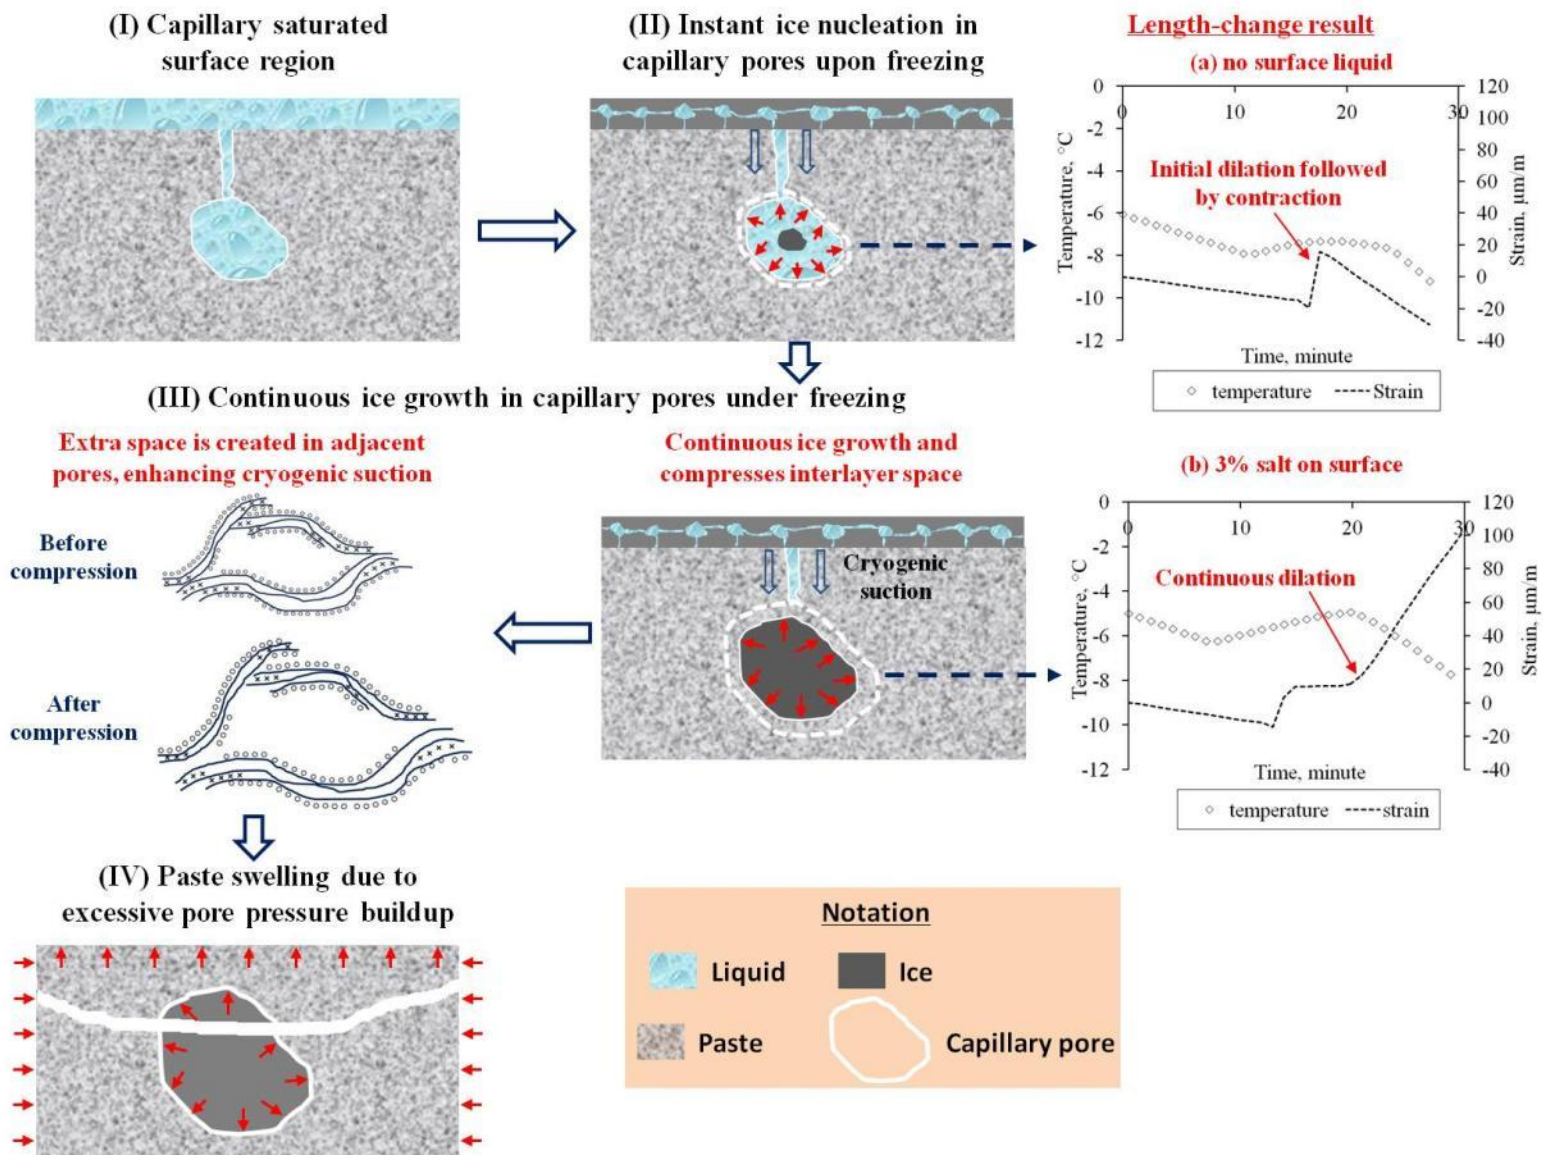 (I) Capillary saturated
surface region
(II) Instant ice nucleation in
capillary pores upon freezing
Length-change result
(a) no surface liquid
0
-2
-4
-6
-8
-10
-12
Temperature, °C
0
10
20
30
120
100
80
60
40
20
0
-20
-40
Strain, µm/m
Initial dilation followed
by contraction
Time, minute
temperature
Strain
(III) Continuous ice growth in capillary pores under freezing
Extra space is created in adjacent
pores, enhancing cryogenic suction
Before
compression
After
compression
Continuous ice growth and
compresses interlayer space
Cryogenic
suction
(b) 3% salt on surface
0
-2
-4
-6
-8
-10
-12
Temperature, °C
0
10
20
30
120
100
80
60
40
20
0
-20
-40
Strain, µm/m
Continuous dilation
Time, minute
temperature
strain
(IV) Paste swelling due to
excessive pore pressure buildup
Notation
Liquid
Ice
Paste
Capillary pore